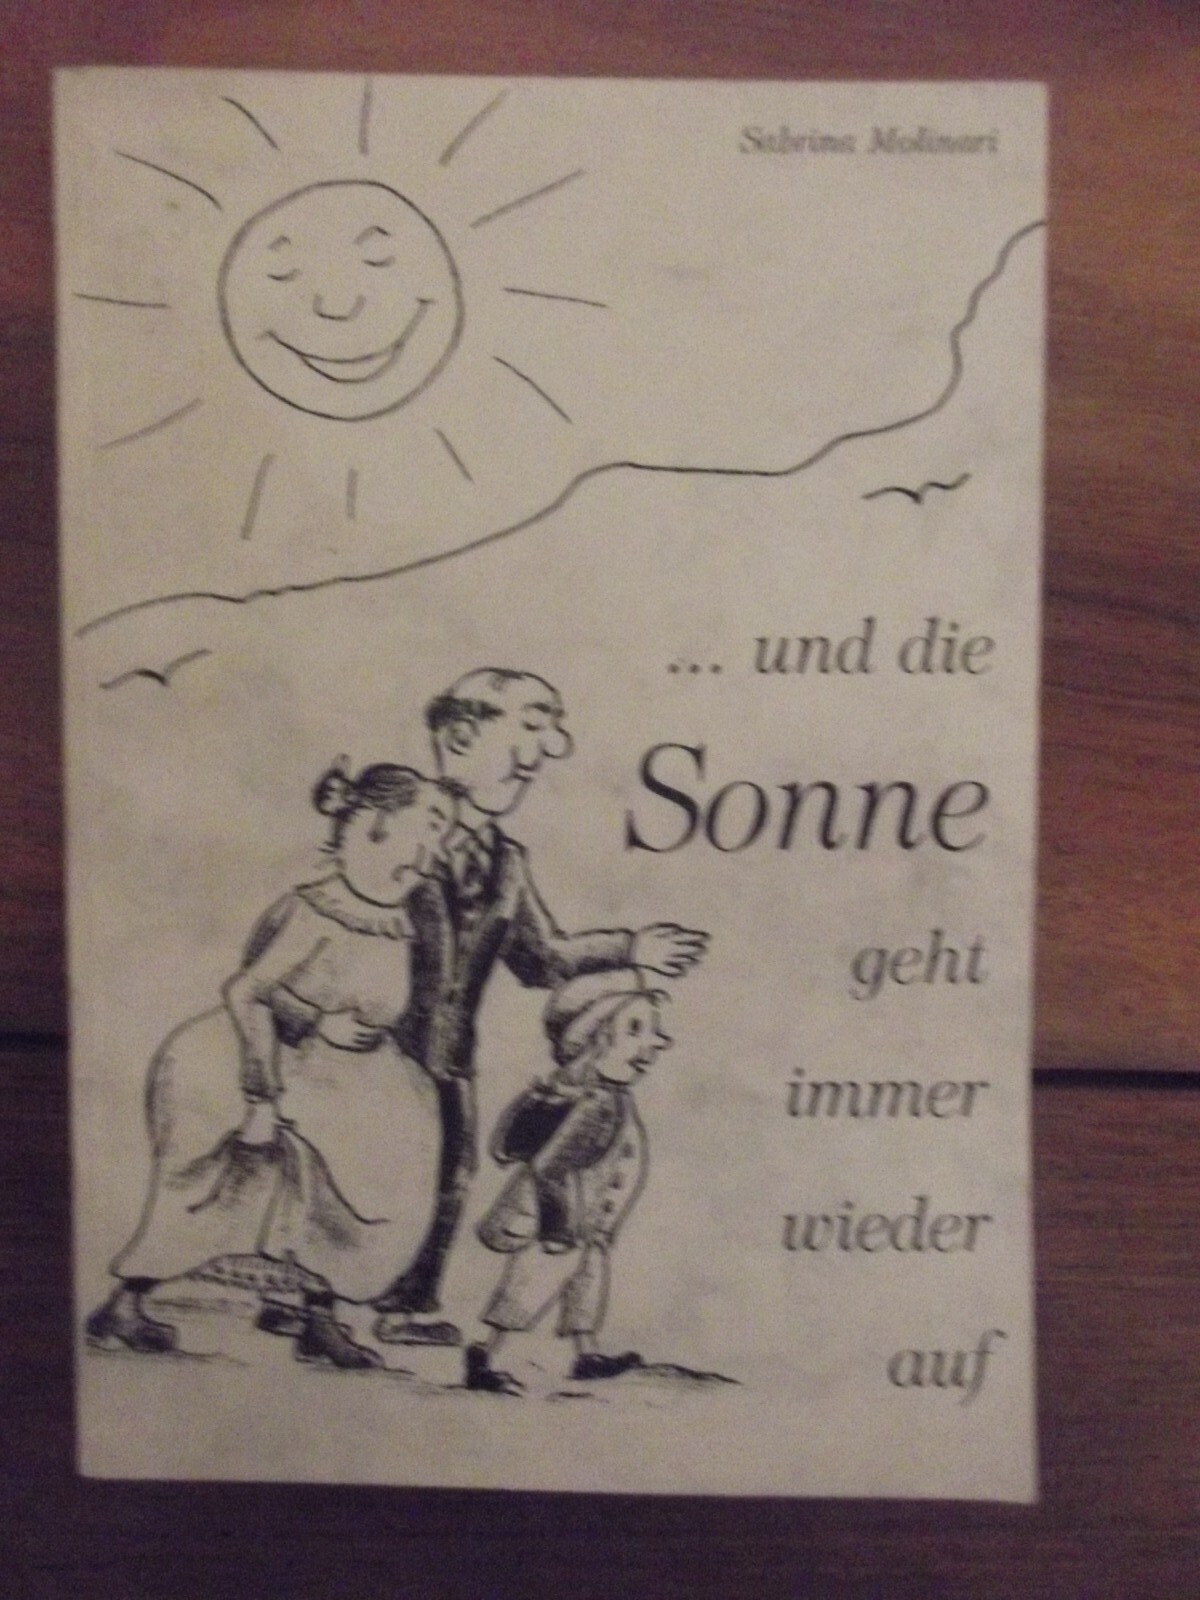 Sabrina Molinari
... und die
Sonne
geht
immer
wieder
auf